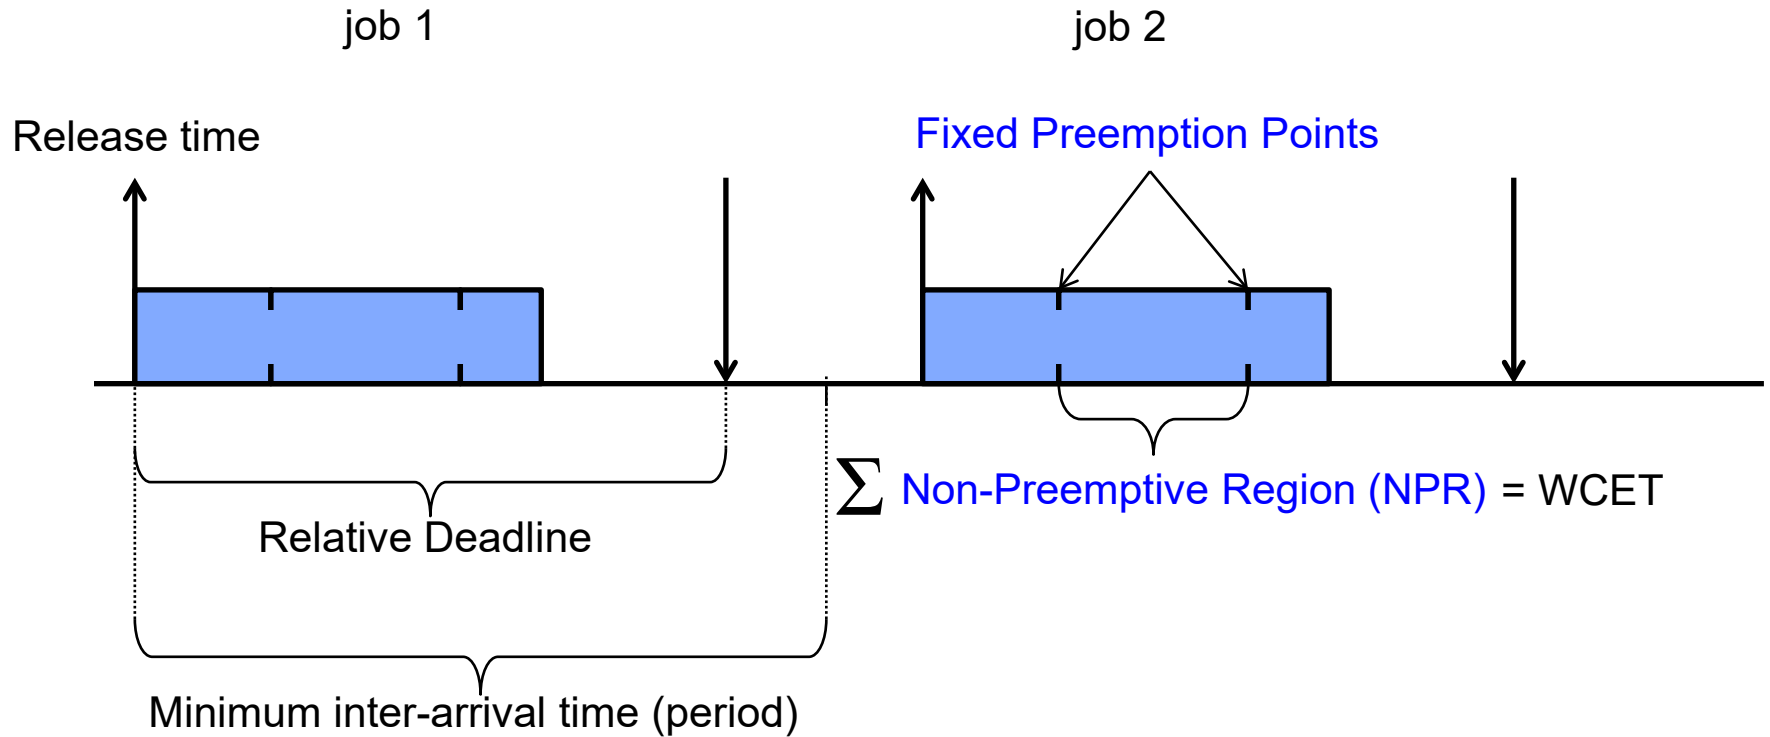 job 1
job 2
Release time
Fixed Preemption Points
∑ Non-Preemptive Region (NPR) = WCET
Relative Deadline
Minimum inter-arrival time (period)